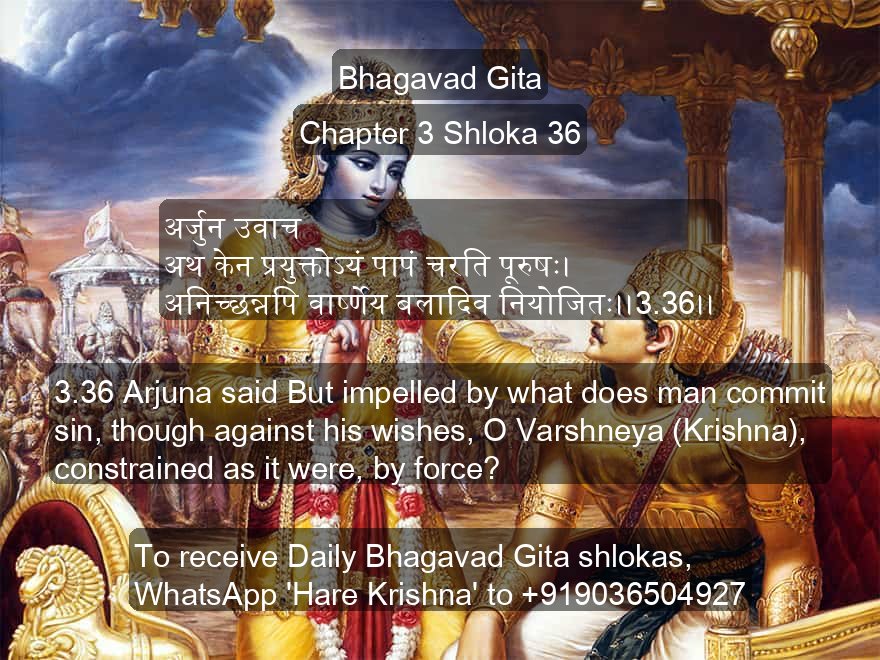 Bhagavad Gita
Chapter 3 Shloka 36
अर्जुन उवाच
अथ केन प्रयुक्तोऽयं पापं चरति पूरुषः।
अनिच्छन्नपि वार्ष्णेय बलादिव नियोजितः।।3.36।।
3.36 Arjuna said But impelled by what does man commit
sin, though against his wishes, O Varshneya (Krishna),
constrained as it were, by force?
To receive Daily Bhagavad Gita shlokas,
WhatsApp 'Hare Krishna' to +919036504927